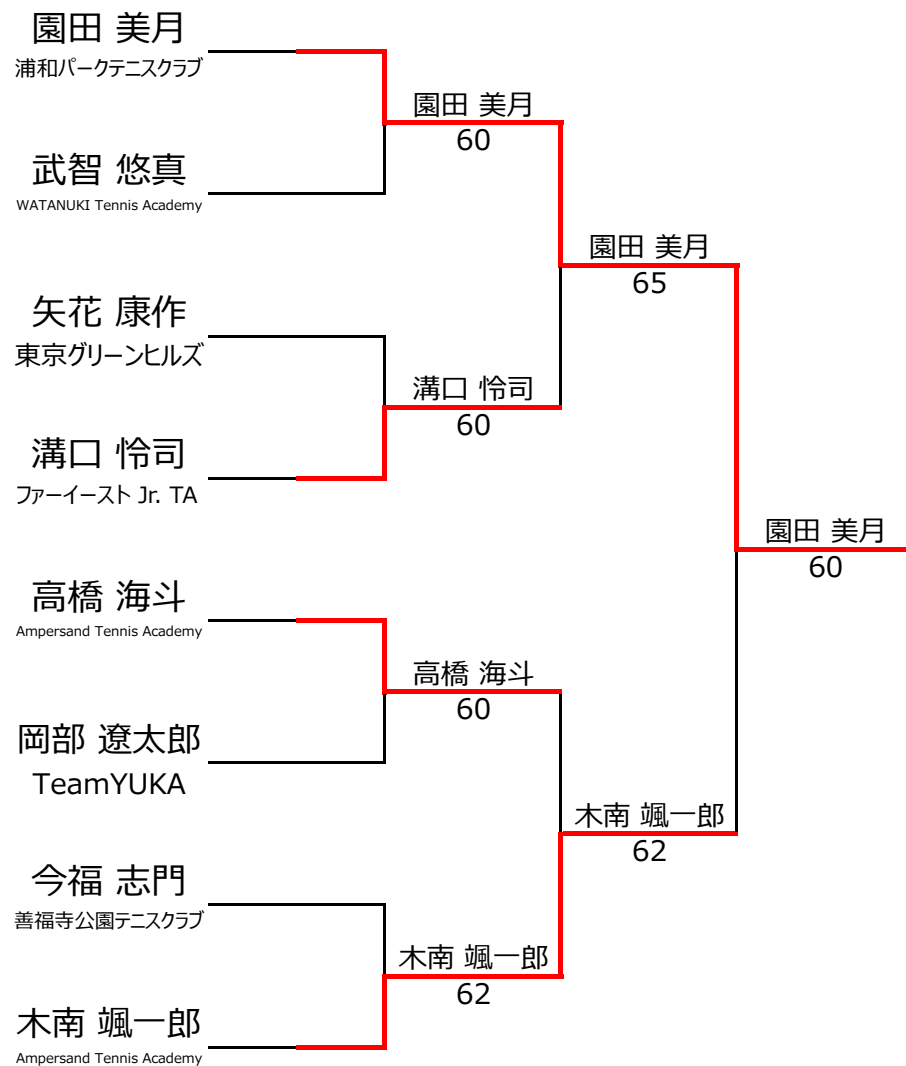 園田 美月
浦和パークテニスクラブ
武智 悠真
WATANUKI Tennis Academy
矢花 康作
東京グリーンヒルズ
溝口 怜司
ファーイースト Jr. TA
高橋 海斗
Ampersand Tennis Academy
岡部 遼太郎
TeamYUKA
今福 志門
善福寺公園テニスクラブ
木南 颯一郎
Ampersand Tennis Academy
園田 美月
60
溝口 怜司
60
高橋 海斗
60
木南 颯一郎
62
園田 美月
65
木南 颯一郎
62
園田 美月
60